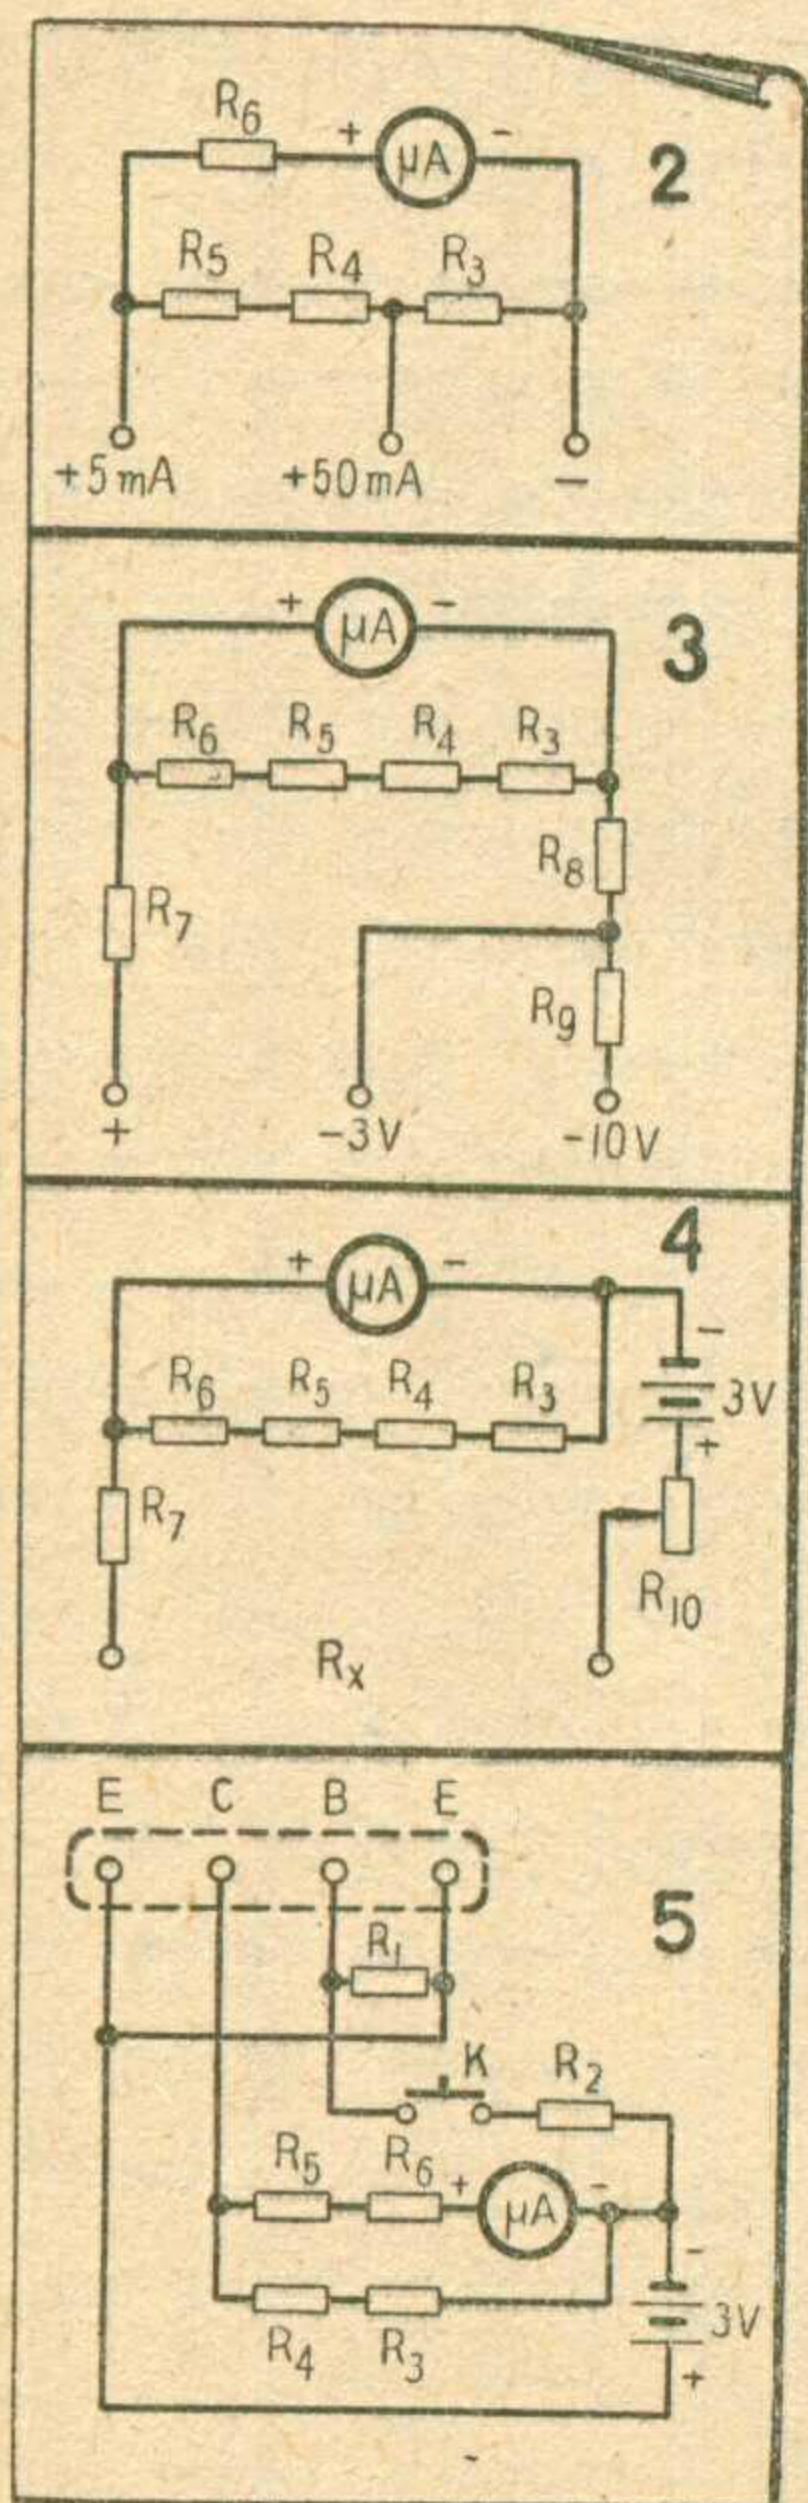 2
R6
+ μA -
R5 R4 R3
+5mA +50mA -
3
+ μA -
R6 R5 R4 R3
R8
R7
R9
+ -3V -10V
4
+ μA -
-
R6 R5 R4 R3
3V
+
R7
R10
Rx
E C B E
5
R1
K R2
R5 R6 + μA -
-
3V
R4 R3
+